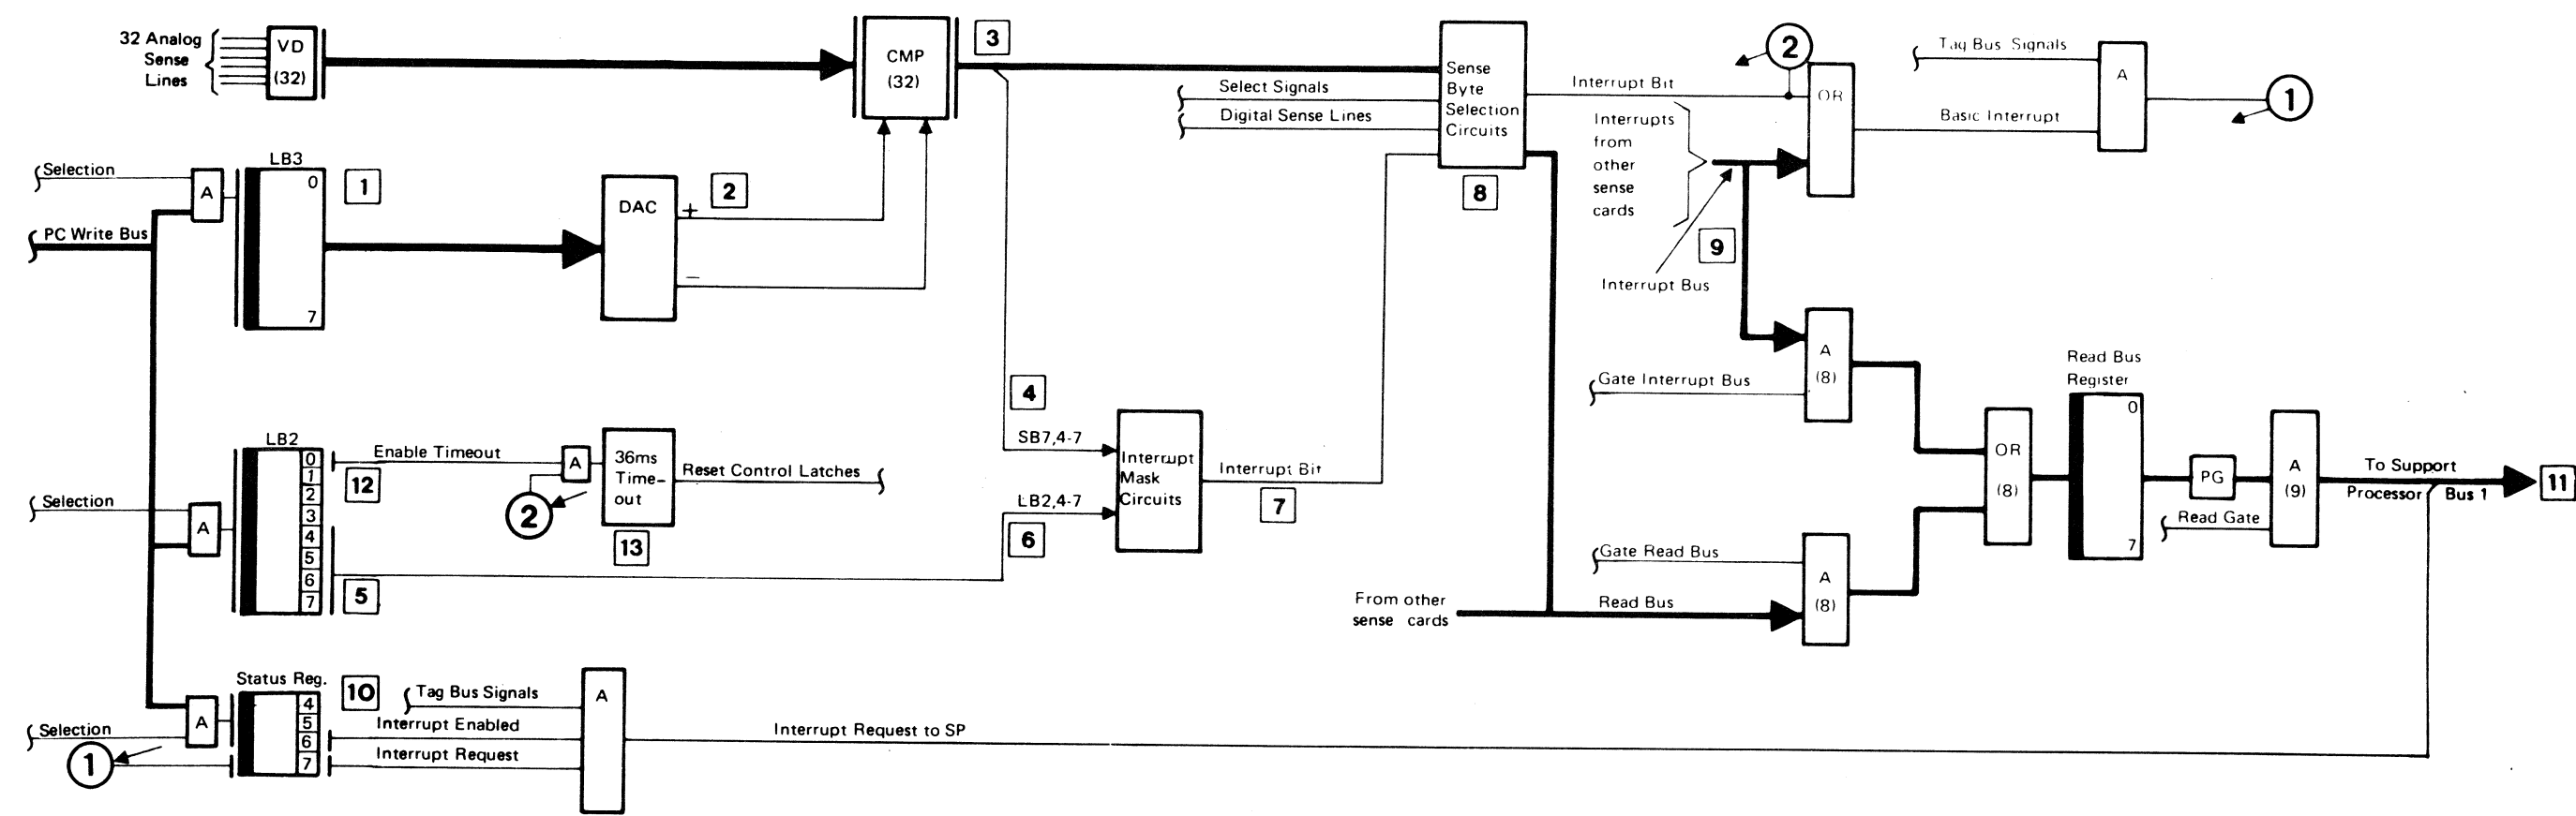 32 Analog
Sense
Lines
VD
(32)
CMP
(32)
3
Select Signals
Digital Sense Lines
Sense
Byte
Selection
Circuits
8
Interrupt Bit
2
OR
Interrupts
from
other
sense
cards
9
Interrupt Bus
Tag Bus Signals
Basic Interrupt
A
1
Selection
A
PC Write Bus
LB3
0
7
1
DAC
+
−
2
4
SB7,4-7
LB2,4-7
6
Interrupt
Mask
Circuits
Interrupt Bit
7
Gate Interrupt Bus
A
(8)
Gate Read Bus
Read Bus
A
(8)
From other
sense cards
OR
(8)
Read Bus
Register
0
7
PG
Read Gate
A
(9)
To Support
Processor Bus 1
11
Selection
A
LB2
0
1
2
3
4
5
6
7
Enable Timeout
12
5
A
2
36ms
Time-
out
13
Reset Control Latches
Selection
A
1
Status Reg.
4
5
6
7
10
Tag Bus Signals
Interrupt Enabled
Interrupt Request
A
Interrupt Request to SP